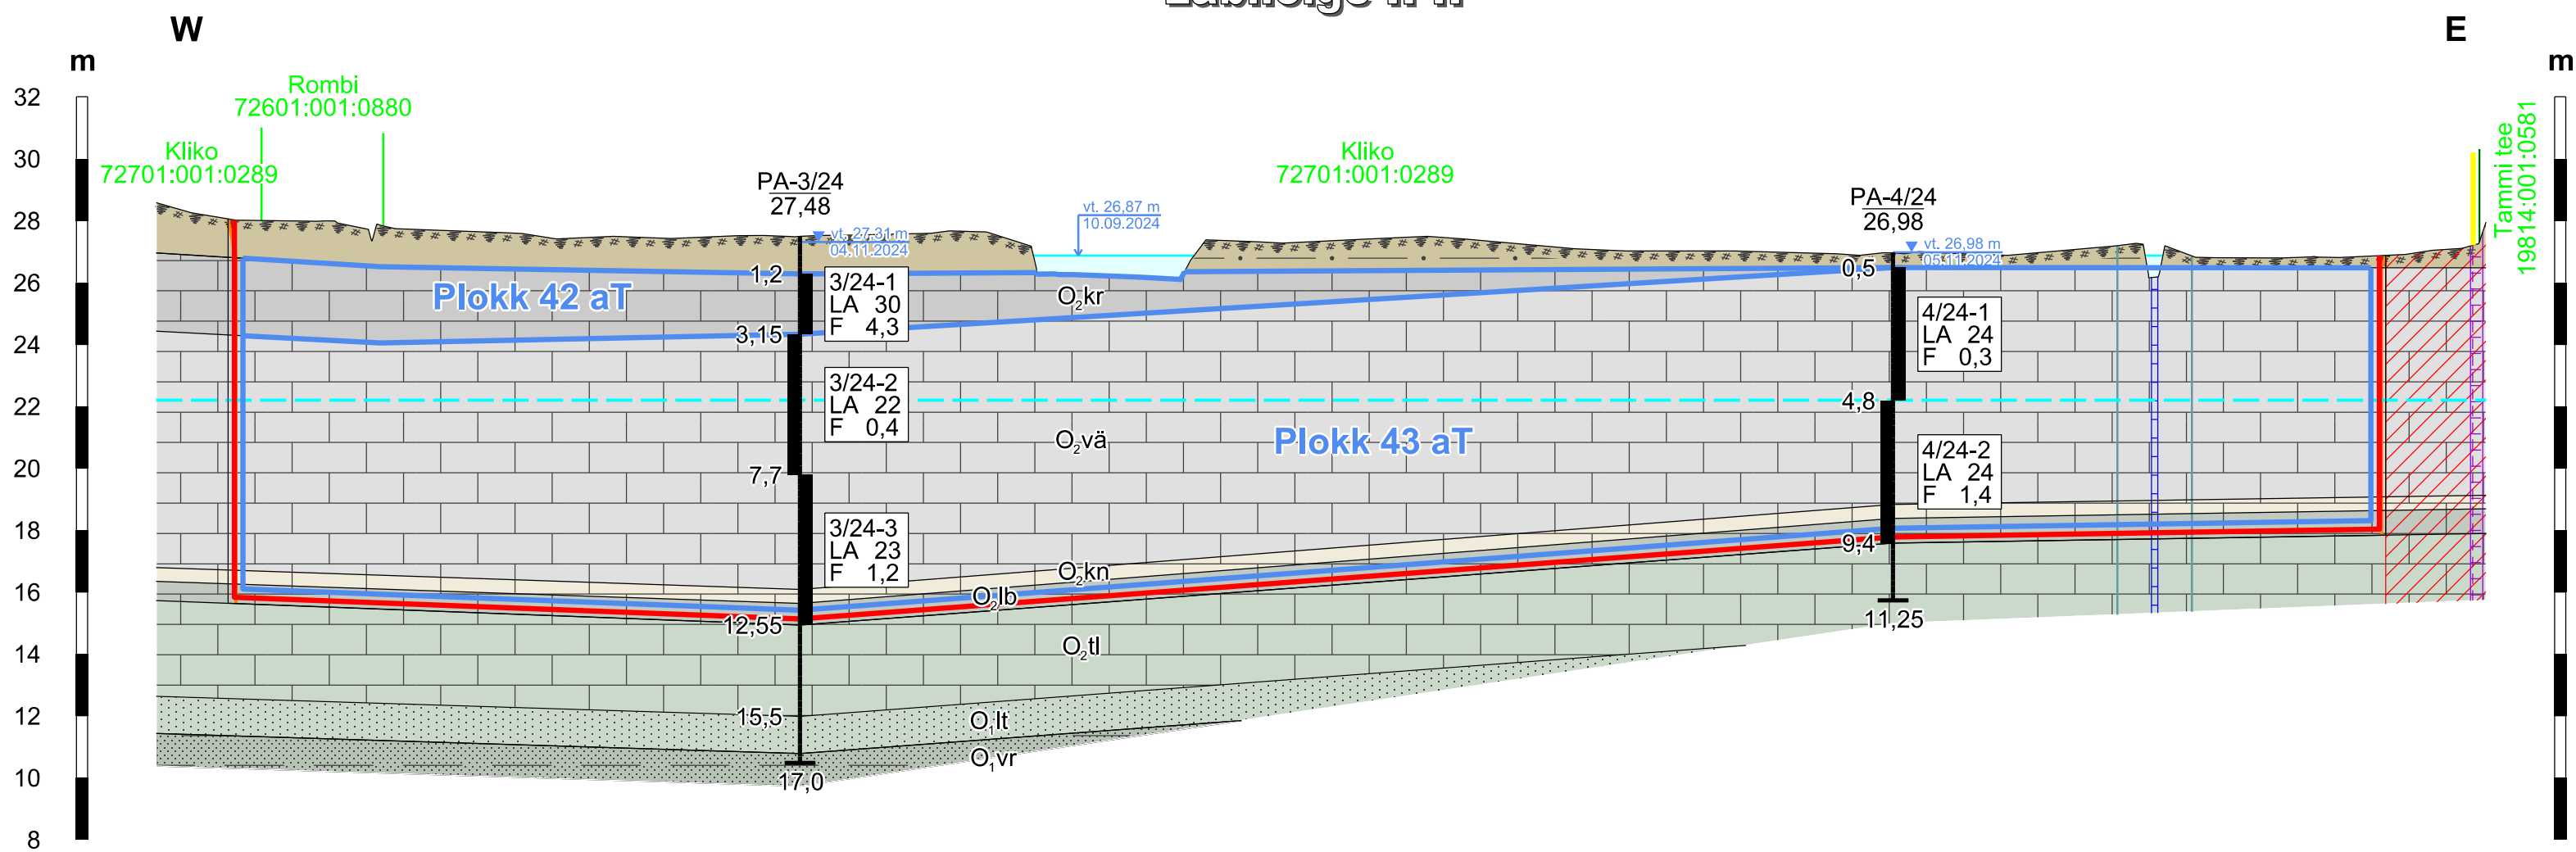 W
E
m
m
Rombi
72601:001:0880
Kliko
72701:001:0289
Kliko
72701:001:0289
Tammi tee
19814:001:0581
PA-3/24
27,48
PA-4/24
26,98
vt. 27,31 m
04.11.2024
vt. 26,87 m
10.09.2024
vt. 26,98 m
05.11.2024
32
30
28
26
24
22
20
18
16
14
12
10
8
1,2
3,15
7,7
12,55
15,5
17,0
3/24-1
LA 30
F 4,3
3/24-2
LA 22
F 0,4
3/24-3
LA 23
F 1,2
Plokk 42 aT
Plokk 43 aT
O₂kr
O₂vä
O₂kn
O₂lb
O₂tl
O₁lt
O₁vr
0,5
4,8
9,4
11,25
4/24-1
LA 24
F 0,3
4/24-2
LA 24
F 1,4